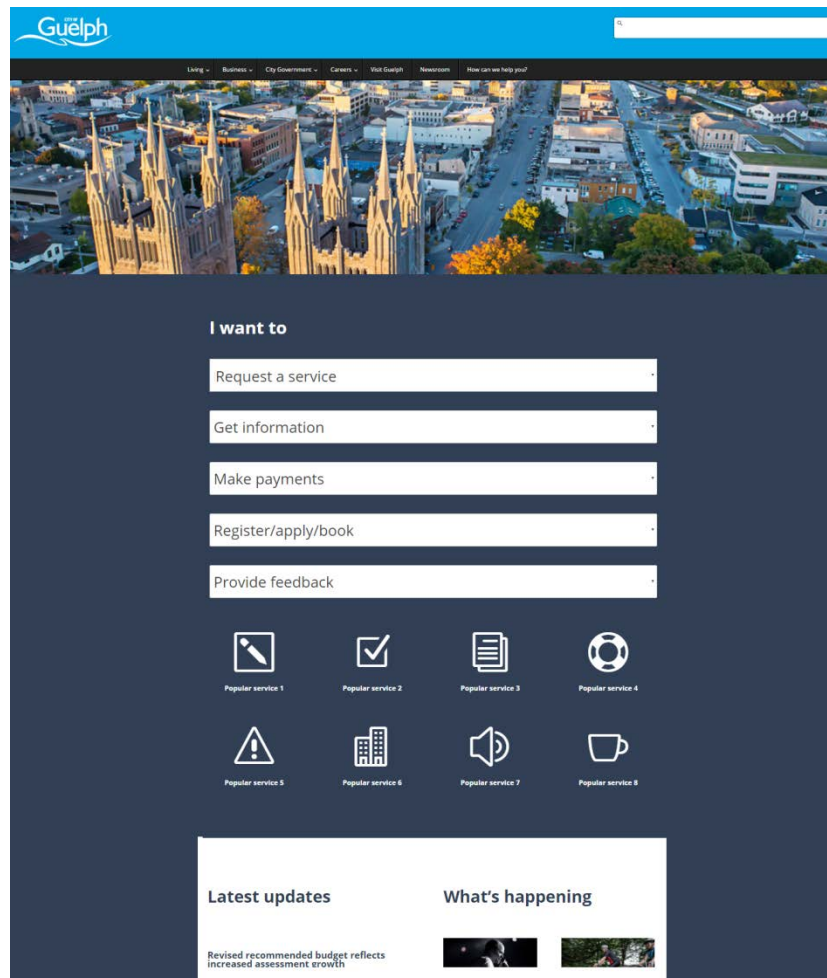 CITY OF
Guelph
Living Business City Government Careers Visit Guelph Newsroom How can we help you?
I want to
Request a service
Get information
Make payments
Register/apply/book
Provide feedback
Popular service 1 Popular service 2 Popular service 3 Popular service 4
Popular service 5 Popular service 6 Popular service 7 Popular service 8
Latest updates What's happening
Revised recommended budget reflects
increased assessment growth